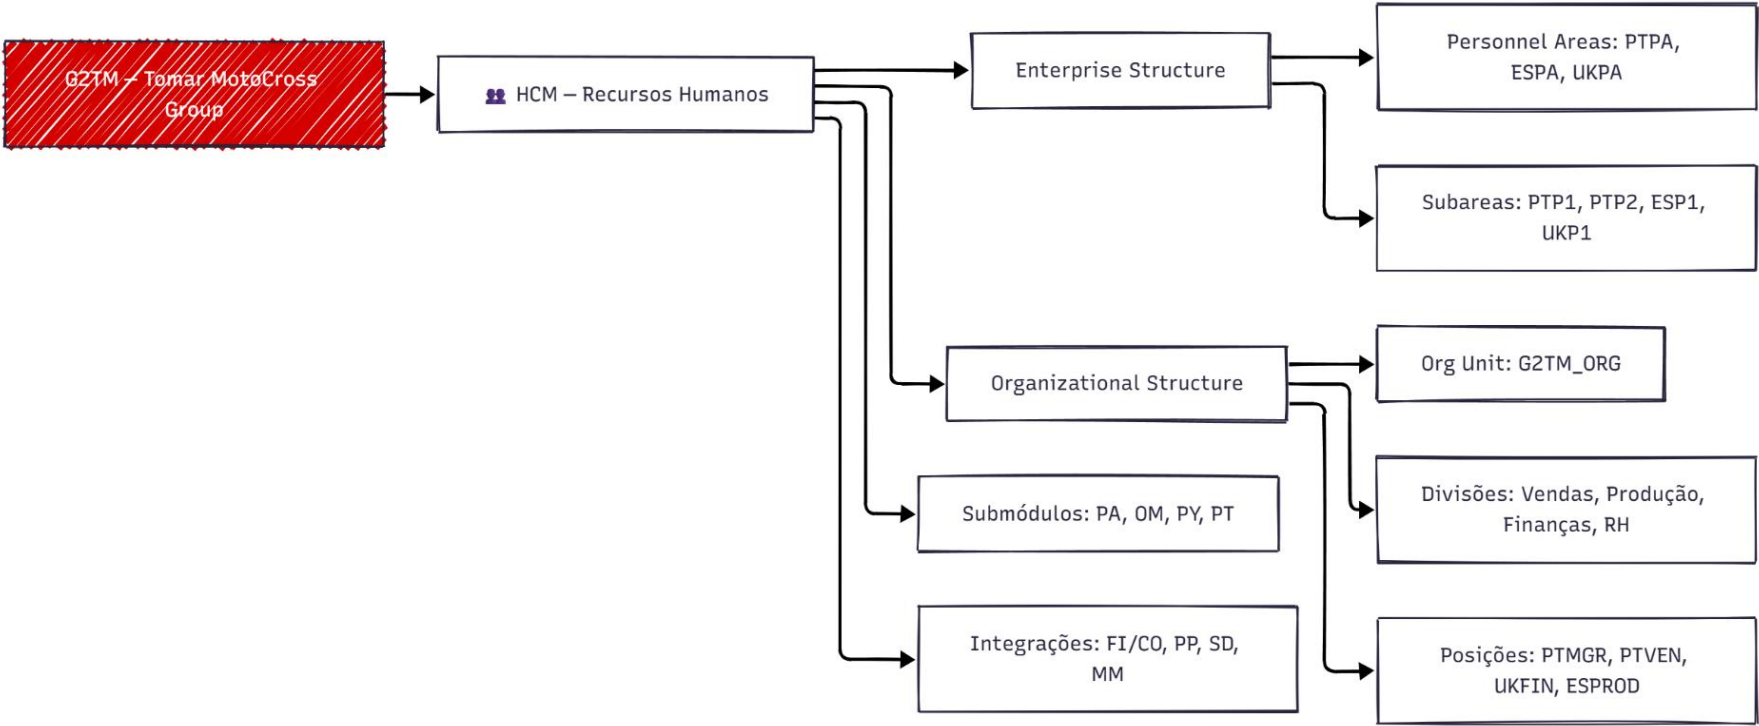 G2TM – Tomar MotoCross
Group
HCM – Recursos Humanos
Enterprise Structure
Personnel Areas: PTPA,
ESPA, UKPA
Subareas: PTP1, PTP2, ESP1,
UKP1
Organizational Structure
Org Unit: G2TM_ORG
Divisões: Vendas, Produção,
Finanças, RH
Posições: PTMGR, PTVEN,
UKFIN, ESPROD
Submódulos: PA, OM, PY, PT
Integrações: FI/CO, PP, SD,
MM